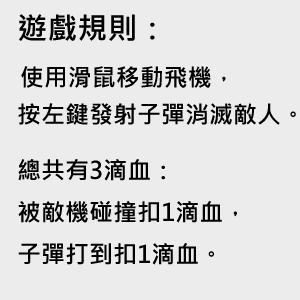 遊戲規則：
使用滑鼠移動飛機，
按左鍵發射子彈消滅敵人。
總共有3滴血：
被敵機碰撞扣1滴血，
子彈打到扣1滴血。